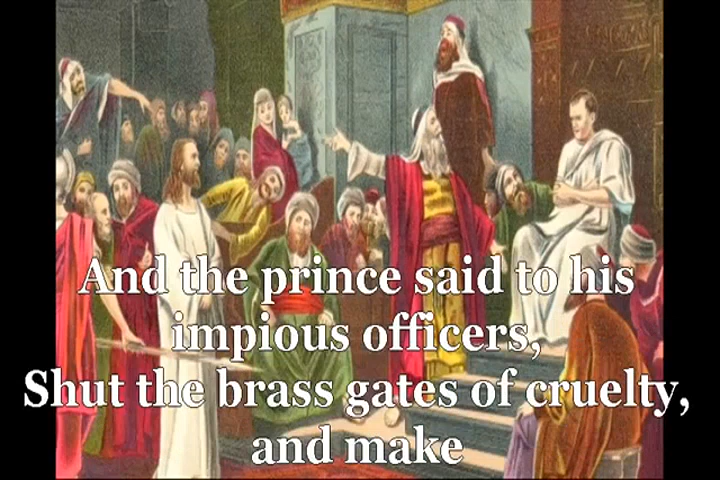 And the prince said to his
impious officers,
Shut the brass gates of cruelty,
and make